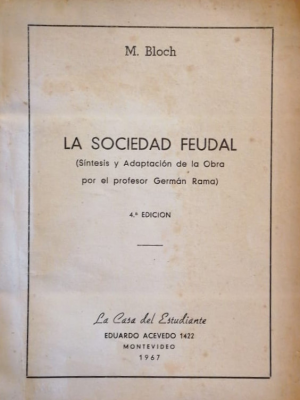 M. Bloch
LA SOCIEDAD FEUDAL
(Síntesis y Adaptación de la Obra
por el profesor Germán Rama)
4.ª EDICION
La Casa del Estudiante
EDUARDO ACEVEDO 1422
MONTEVIDEO
1967